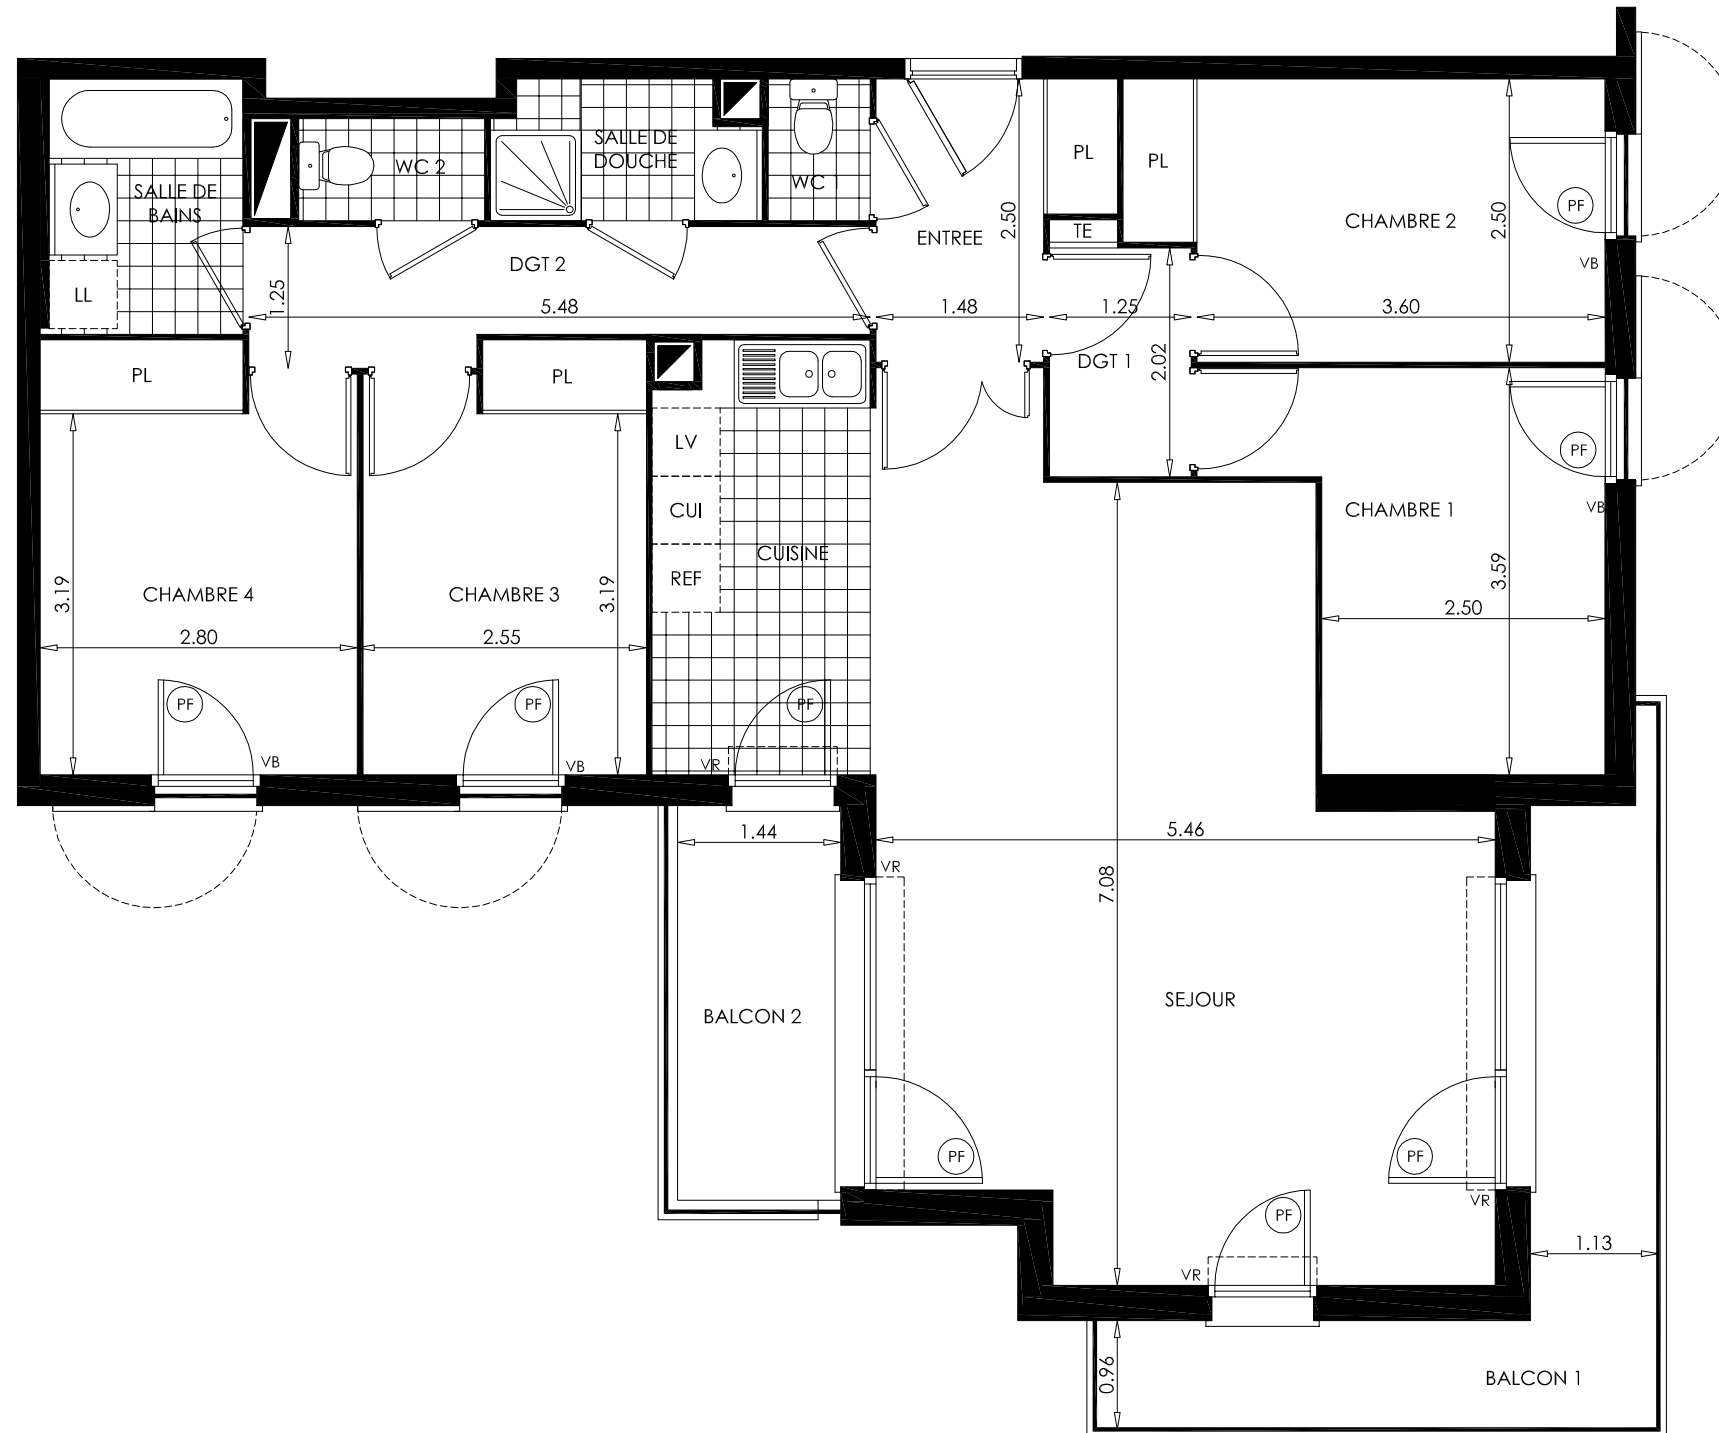 SALLE DE
BAINS
LL
WC 2
SALLE DE
DOUCHE
WC 1
ENTREE
2.50
PL
TE
PL
CHAMBRE 2
2.50
PF
VB
DGT 2
1.25
5.48
1.48
1.25
3.60
DGT 1
2.02
PL
PL
LV
CUI
REF
CUISINE
PF
VR
CHAMBRE 4
3.19
2.80
PF
VB
CHAMBRE 3
3.19
2.55
PF
VB
CHAMBRE 1
PF
VB
3.59
2.50
1.44
VR
5.46
7.08
BALCON 2
SEJOUR
PF
PF
VR
PF
VR
1.13
0.96
BALCON 1